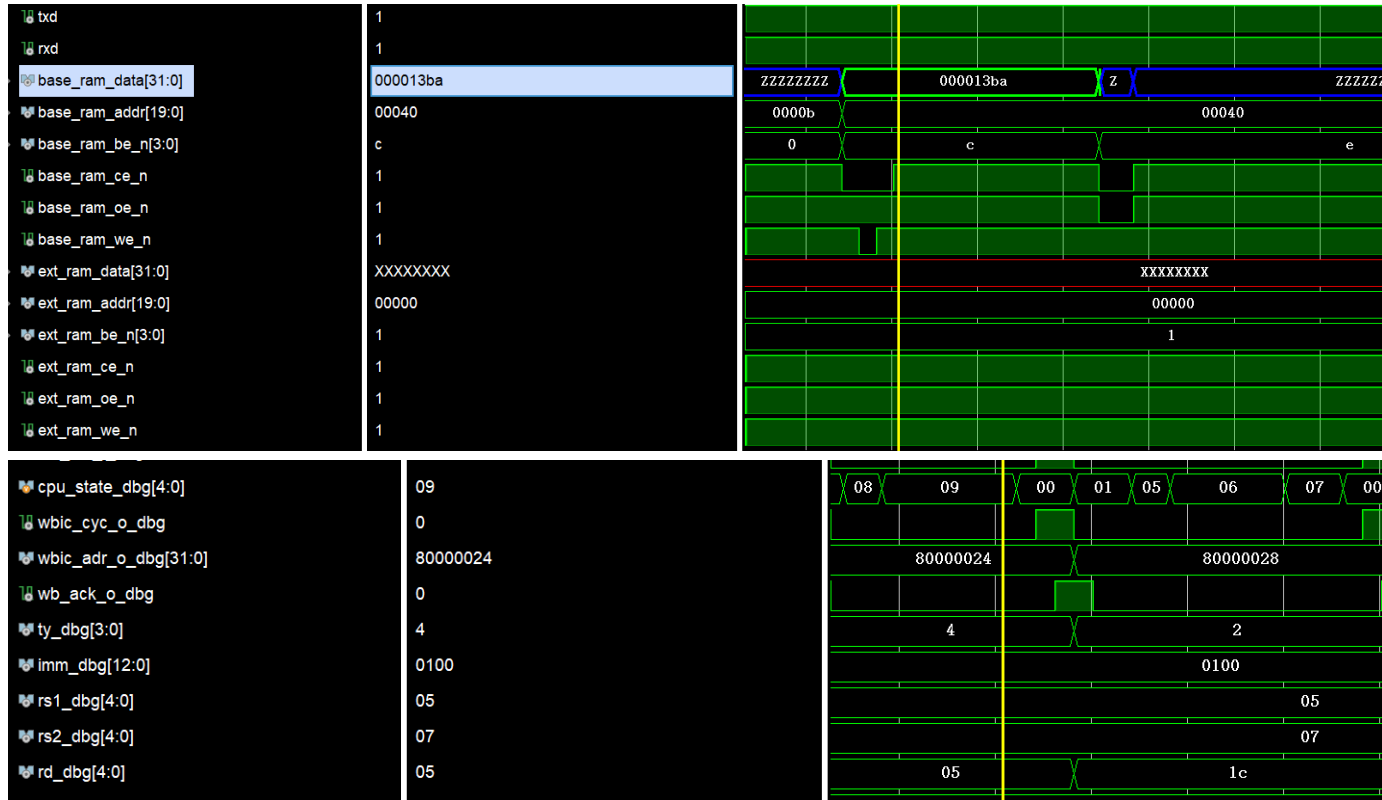 txd 1
rxd 1
base_ram_data[31:0] 000013ba ZZZZZZZZ 000013ba Z ZZZZZZ
base_ram_addr[19:0] 00040 0000b 00040
base_ram_be_n[3:0] c 0 c e
base_ram_ce_n 1
base_ram_oe_n 1
base_ram_we_n 1
ext_ram_data[31:0] XXXXXXXX XXXXXXXX
ext_ram_addr[19:0] 00000 00000
ext_ram_be_n[3:0] 1 1
ext_ram_ce_n 1
ext_ram_oe_n 1
ext_ram_we_n 1
cpu_state_dbg[4:0] 09 08 09 00 01 05 06 07 00
wbic_cyc_o_dbg 0
wbic_adr_o_dbg[31:0] 80000024 80000024 80000028
wb_ack_o_dbg 0
ty_dbg[3:0] 4 4 2
imm_dbg[12:0] 0100 0100
rs1_dbg[4:0] 05 05
rs2_dbg[4:0] 07 07
rd_dbg[4:0] 05 05 1c